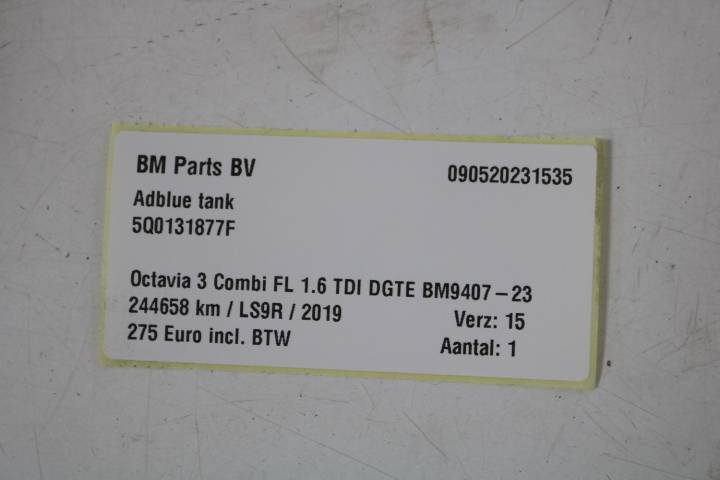 BM Parts BV 090520231535
Adblue tank
5Q0131877F
Octavia 3 Combi FL 1.6 TDI DGTE BM9407-23
244658 km / LS9R / 2019 Verz: 15
275 Euro incl. BTW Aantal: 1